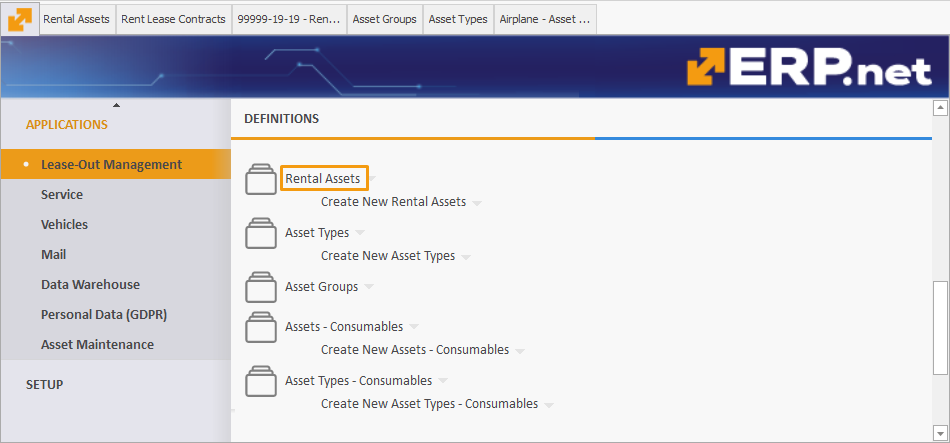 Rental Assets
Rent Lease Contracts
99999-19-19 - Ren...
Asset Groups
Asset Types
Airplane - Asset ...
ERP.net
APPLICATIONS
Lease-Out Management
Service
Vehicles
Mail
Data Warehouse
Personal Data (GDPR)
Asset Maintenance
SETUP
DEFINITIONS
Rental Assets
Create New Rental Assets
Asset Types
Create New Asset Types
Asset Groups
Assets - Consumables
Create New Assets - Consumables
Asset Types - Consumables
Create New Asset Types - Consumables